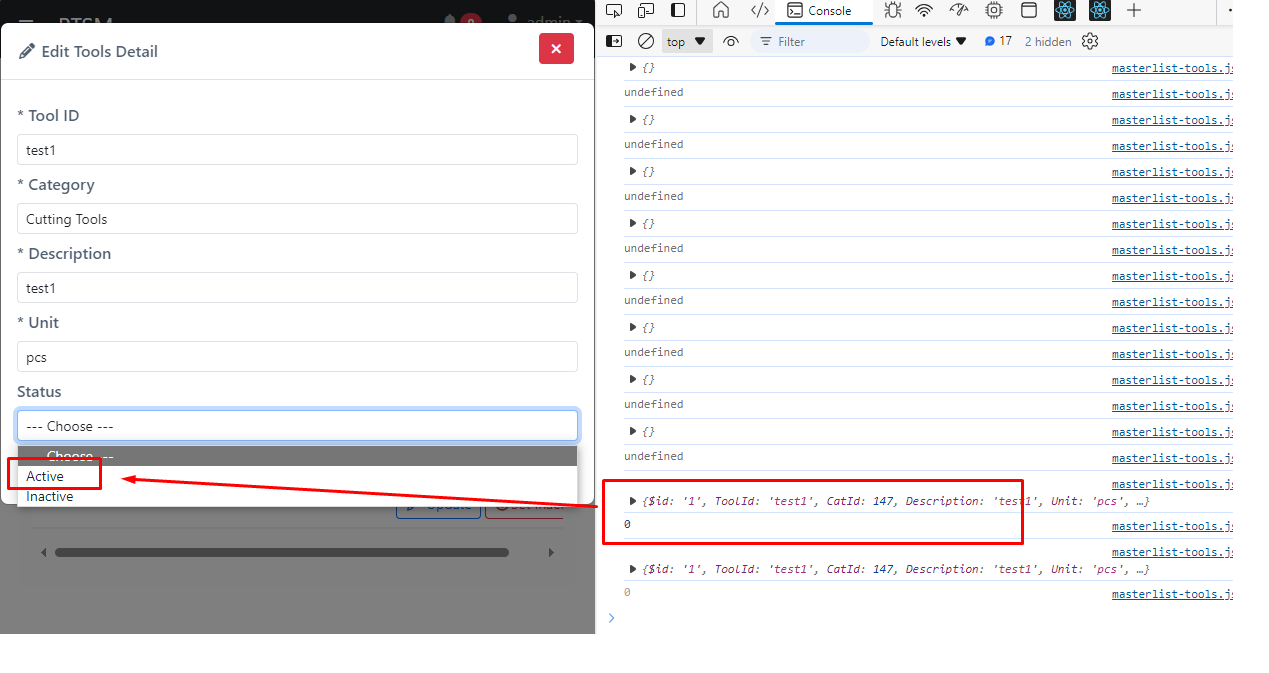 RTSM
admin
Edit Tools Detail
* Tool ID
test1
* Category
Cutting Tools
* Description
test1
* Unit
pcs
Status
--- Choose ---
--- Choose ---
Active
Inactive
Update
Console
top
Filter
Default levels
17
2 hidden
{}
masterlist-tools.js
undefined
masterlist-tools.js
{}
masterlist-tools.js
undefined
masterlist-tools.js
{}
masterlist-tools.js
undefined
masterlist-tools.js
{}
masterlist-tools.js
undefined
masterlist-tools.js
{}
masterlist-tools.js
undefined
masterlist-tools.js
{}
masterlist-tools.js
undefined
masterlist-tools.js
{}
masterlist-tools.js
undefined
masterlist-tools.js
{}
masterlist-tools.js
undefined
masterlist-tools.js
masterlist-tools.js
{$id: '1', ToolId: 'test1', CatId: 147, Description: 'test1', Unit: 'pcs', …}
0
masterlist-tools.js
masterlist-tools.js
{$id: '1', ToolId: 'test1', CatId: 147, Description: 'test1', Unit: 'pcs', …}
0
masterlist-tools.js